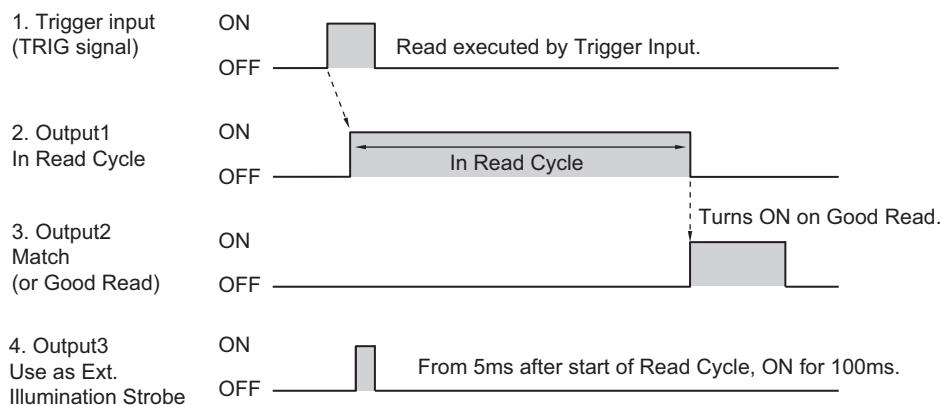 1. Trigger input
(TRIG signal)
ON
OFF
Read executed by Trigger Input.
2. Output1
In Read Cycle
ON
OFF
In Read Cycle
Turns ON on Good Read.
3. Output2
Match
(or Good Read)
ON
OFF
4. Output3
Use as Ext.
Illumination Strobe
ON
OFF
From 5ms after start of Read Cycle, ON for 100ms.